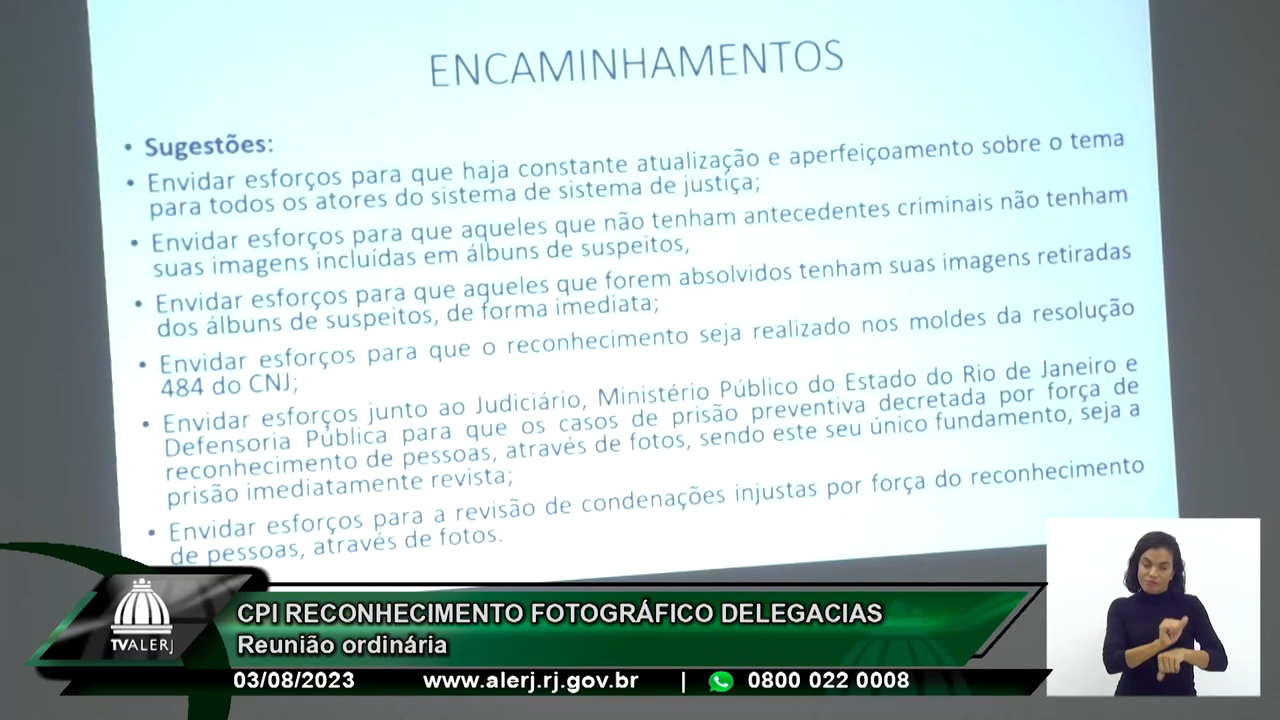 ENCAMINHAMENTOS
• Sugestões:
• Envidar esforços para que haja constante atualização e aperfeiçoamento sobre o tema
para todos os atores do sistema de sistema de justiça;
• Envidar esforços para que aqueles que não tenham antecedentes criminais não tenham
suas imagens incluídas em álbuns de suspeitos,
• Envidar esforços para que aqueles que forem absolvidos tenham suas imagens retiradas
dos álbuns de suspeitos, de forma imediata;
• Envidar esforços para que o reconhecimento seja realizado nos moldes da resolução
484 do CNJ;
• Envidar esforços junto ao Judiciário, Ministério Público do Estado do Rio de Janeiro e
Defensoria Pública para que os casos de prisão preventiva decretada por força de
reconhecimento de pessoas, através de fotos, sendo este seu único fundamento, seja a
prisão imediatamente revista;
• Envidar esforços para a revisão de condenações injustas por força do reconhecimento
de pessoas, através de fotos.
TVALERJ
CPI RECONHECIMENTO FOTOGRÁFICO DELEGACIAS
Reunião ordinária
03/08/2023 www.alerj.rj.gov.br | 0800 022 0008